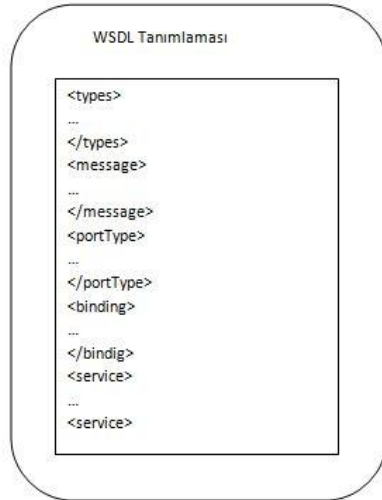 WSDL Tanımlaması
<types>
...
</types>
<message>
...
</message>
<portType>
...
</portType>
<binding>
...
</bindig>
<service>
...
<service>